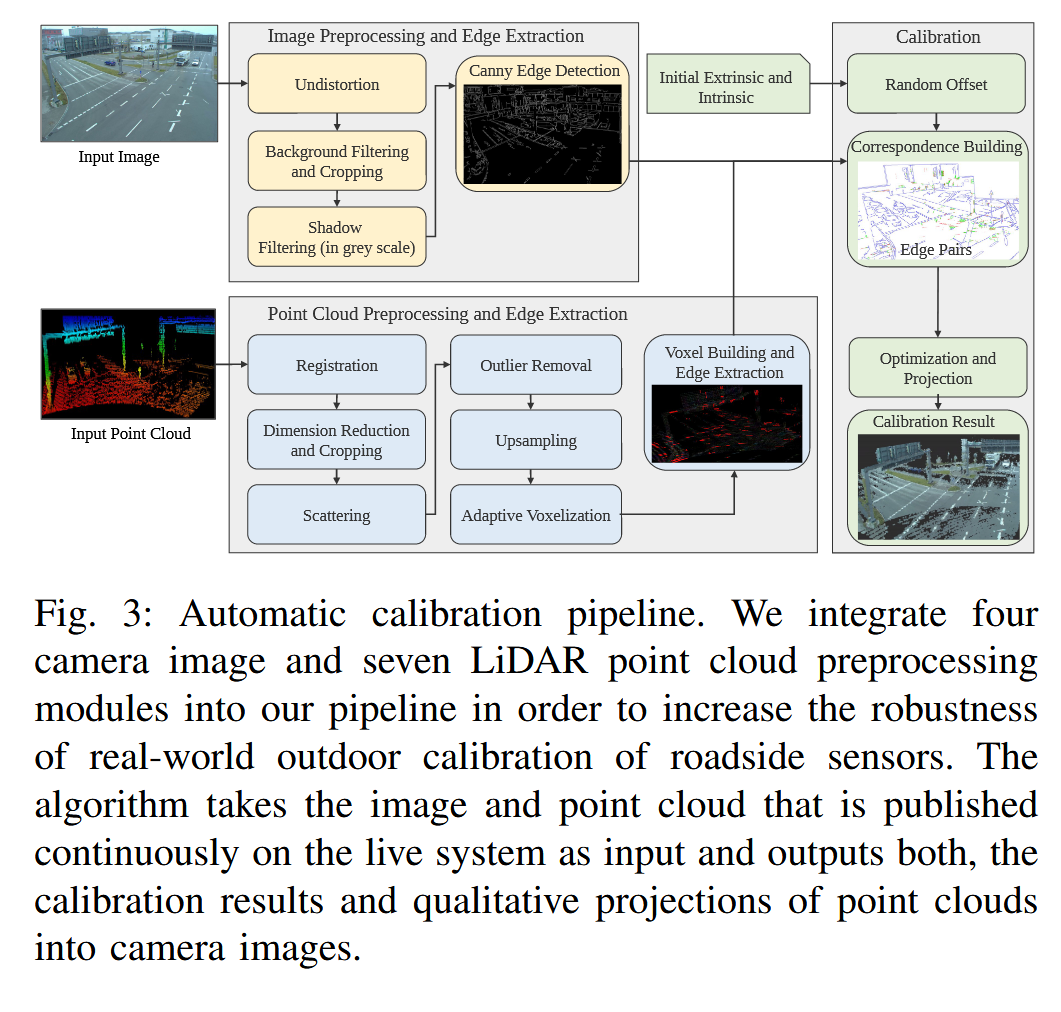 Image Preprocessing and Edge Extraction
Undistortion
Background Filtering
and Cropping
Shadow
Filtering (in grey scale)
Canny Edge Detection
Input Image
Initial Extrinsic and
Intrinsic
Calibration
Random Offset
Correspondence Building
Edge Pairs
Optimization and
Projection
Calibration Result
Point Cloud Preprocessing and Edge Extraction
Registration
Dimension Reduction
and Cropping
Scattering
Outlier Removal
Upsampling
Adaptive Voxelization
Voxel Building and
Edge Extraction
Input Point Cloud
Fig. 3: Automatic calibration pipeline. We integrate four
camera image and seven LiDAR point cloud preprocessing
modules into our pipeline in order to increase the robustness
of real-world outdoor calibration of roadside sensors. The
algorithm takes the image and point cloud that is published
continuously on the live system as input and outputs both, the
calibration results and qualitative projections of point clouds
into camera images.